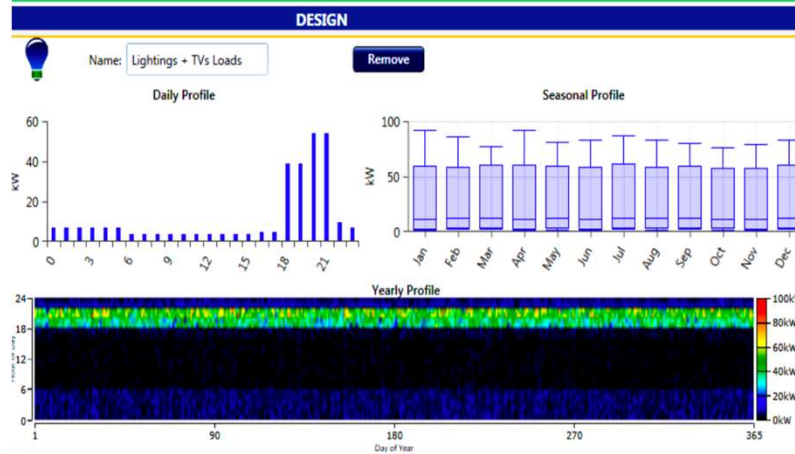 DESIGN
Name: Lightings + TVs Loads Remove
Daily Profile
60
40
20
0
kW
0 3 6 9 12 15 18 21
Seasonal Profile
100
50
0
kW
Jan Feb Mar Apr May Jun Jul Aug Sep Oct Nov Dec
Yearly Profile
24
18
12
6
0
1 90 180 270 365
Day of Year
100kW
80kW
60kW
40kW
20kW
0kW